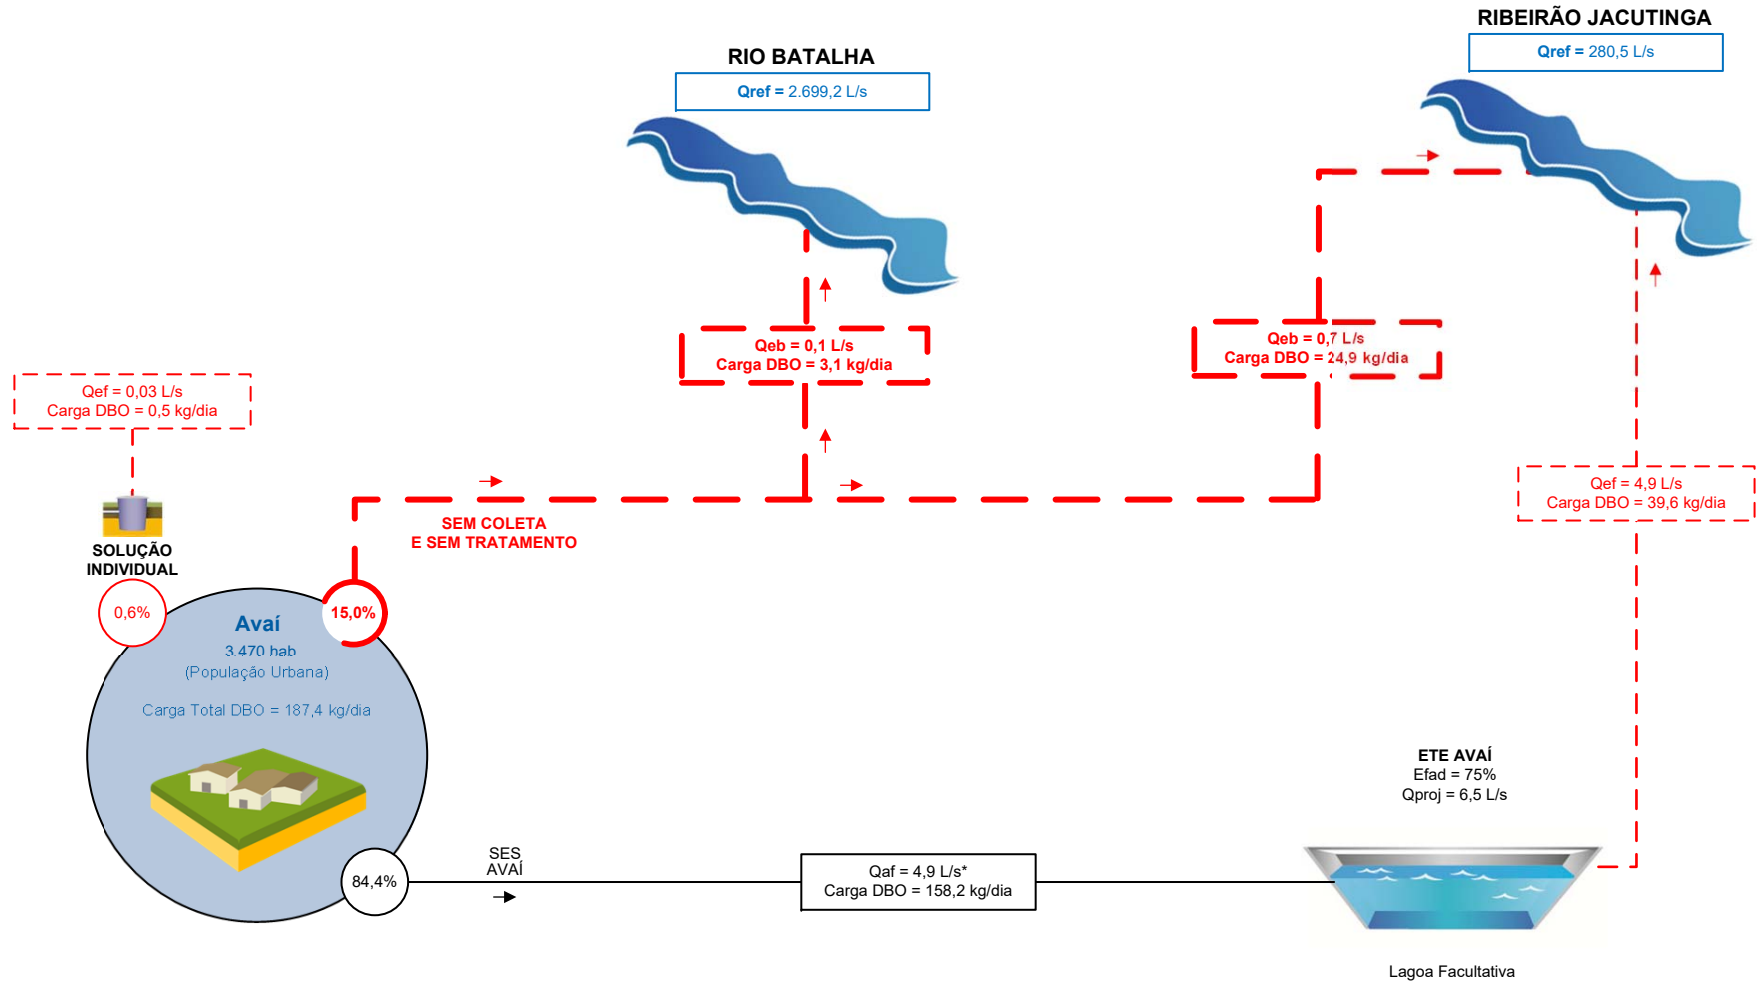 RIBEIRÃO JACUTINGA
Qref = 280,5 L/s
RIO BATALHA
Qref = 2.699,2 L/s
Qeb = 0,1 L/s
Carga DBO = 3,1 kg/dia
Qeb = 0,7 L/s
Carga DBO = 24,9 kg/dia
Qef = 0,03 L/s
Carga DBO = 0,5 kg/dia
Qef = 4,9 L/s
Carga DBO = 39,6 kg/dia
SEM COLETA
E SEM TRATAMENTO
SOLUÇÃO
INDIVIDUAL
0,6%
15,0%
Avaí
3.470 hab
(População Urbana)
Carga Total DBO = 187,4 kg/dia
ETE AVAÍ
Efad = 75%
Qproj = 6,5 L/s
84,4%
SES
AVAÍ
Qaf = 4,9 L/s*
Carga DBO = 158,2 kg/dia
Lagoa Facultativa